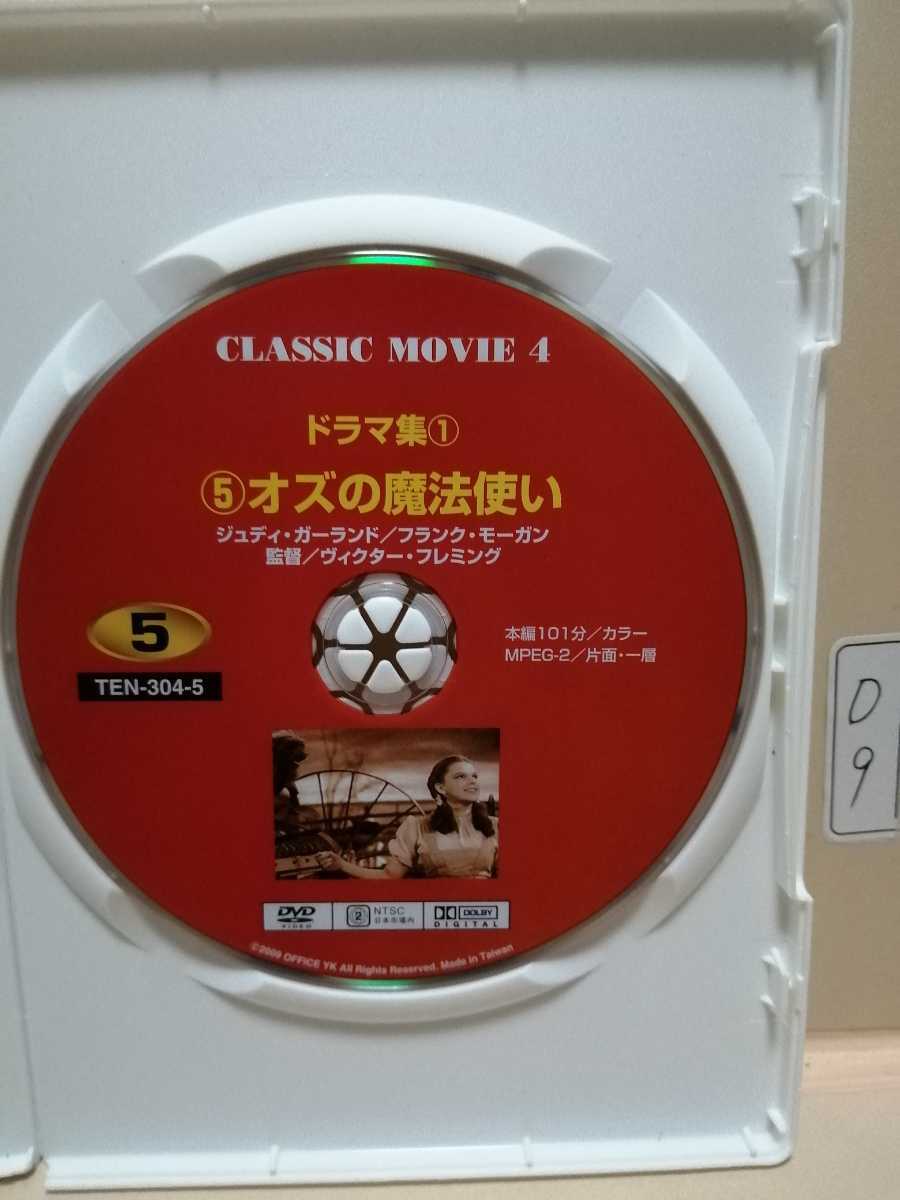 CLASSIC MOVIE 4
ドラマ集①
⑤オズの魔法使い
ジュディ・ガーランド／フランク・モーガン
監督／ヴィクター・フレミング
5
TEN-304-5
本編101分／カラー
MPEG-2／片面・一層
DVD
VIDEO
2
NTSC
日本市場向
DOLBY
DIGITAL
©2009 OFFICE YK All Rights Reserved. Made in Taiwan
D
9